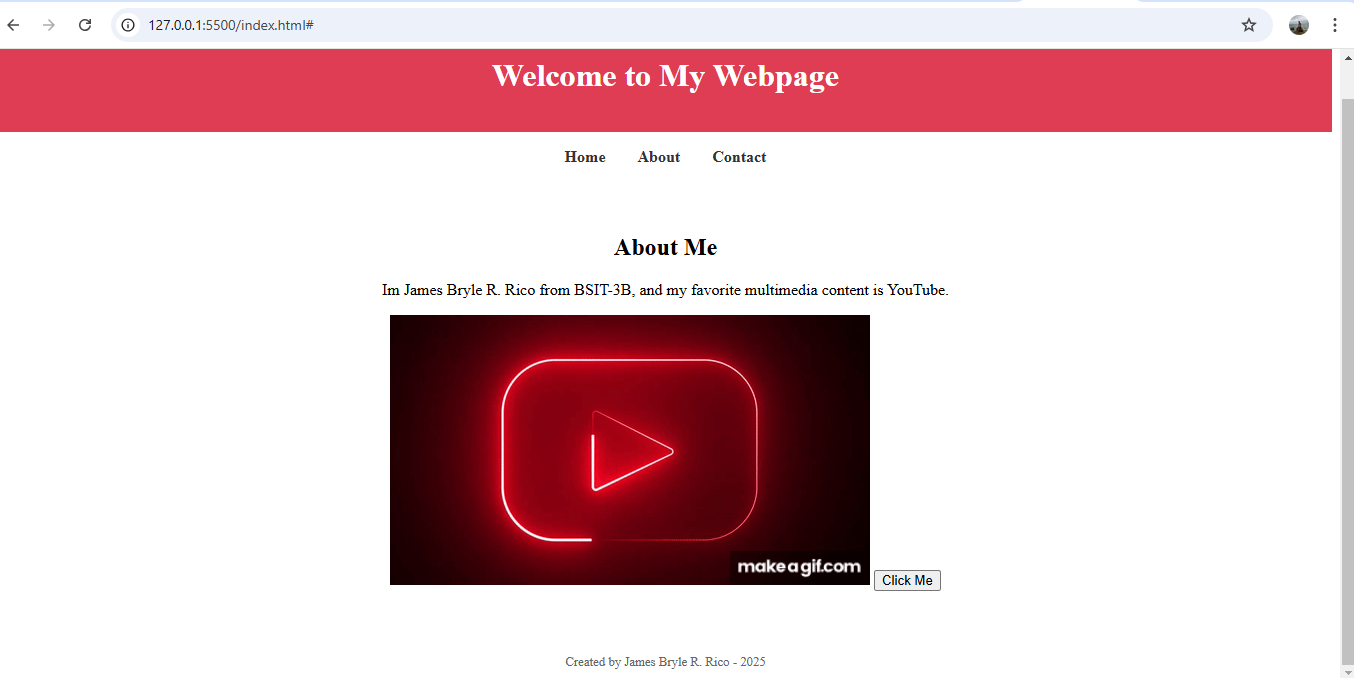 127.0.0.1:5500/index.html#
Welcome to My Webpage
Home About Contact
About Me
Im James Bryle R. Rico from BSIT-3B, and my favorite multimedia content is YouTube.
makeagif.com
Click Me
Created by James Bryle R. Rico - 2025